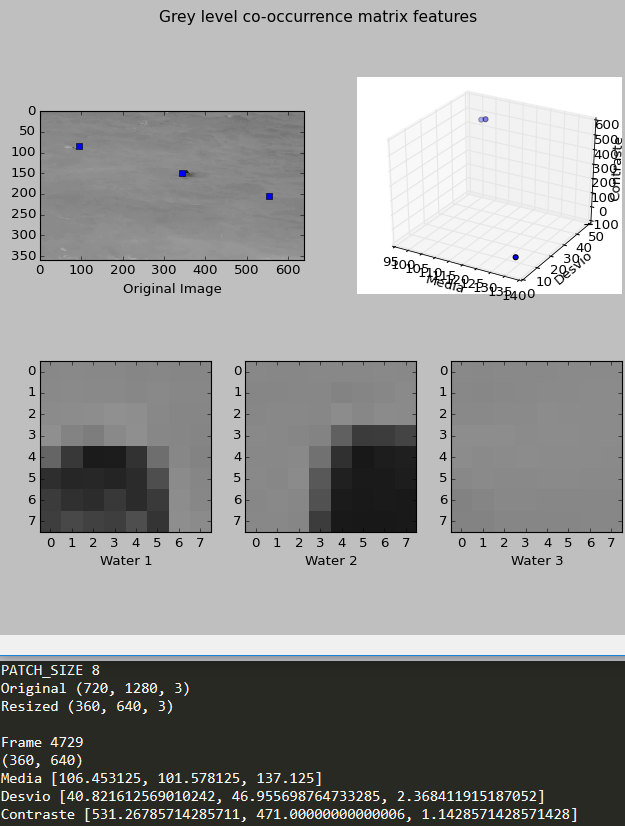 Grey level co-occurrence matrix features
0
50
100
150
200
250
300
350
0 100 200 300 400 500 600
Original Image
600
500
400
300
200
100
0
-100
Contraste
95 100 105 110 115 120 125 130 135 140
Media
0 10 20 30 40 50
Desvio
0
1
2
3
4
5
6
7
0 1 2 3 4 5 6 7
Water 1
0
1
2
3
4
5
6
7
0 1 2 3 4 5 6 7
Water 2
0
1
2
3
4
5
6
7
0 1 2 3 4 5 6 7
Water 3
PATCH_SIZE 8
Original (720, 1280, 3)
Resized (360, 640, 3)
Frame 4729
(360, 640)
Media [106.453125, 101.578125, 137.125]
Desvio [40.821612569010242, 46.955698764733285, 2.368411915187052]
Contraste [531.26785714285711, 471.00000000000006, 1.1428571428571428]